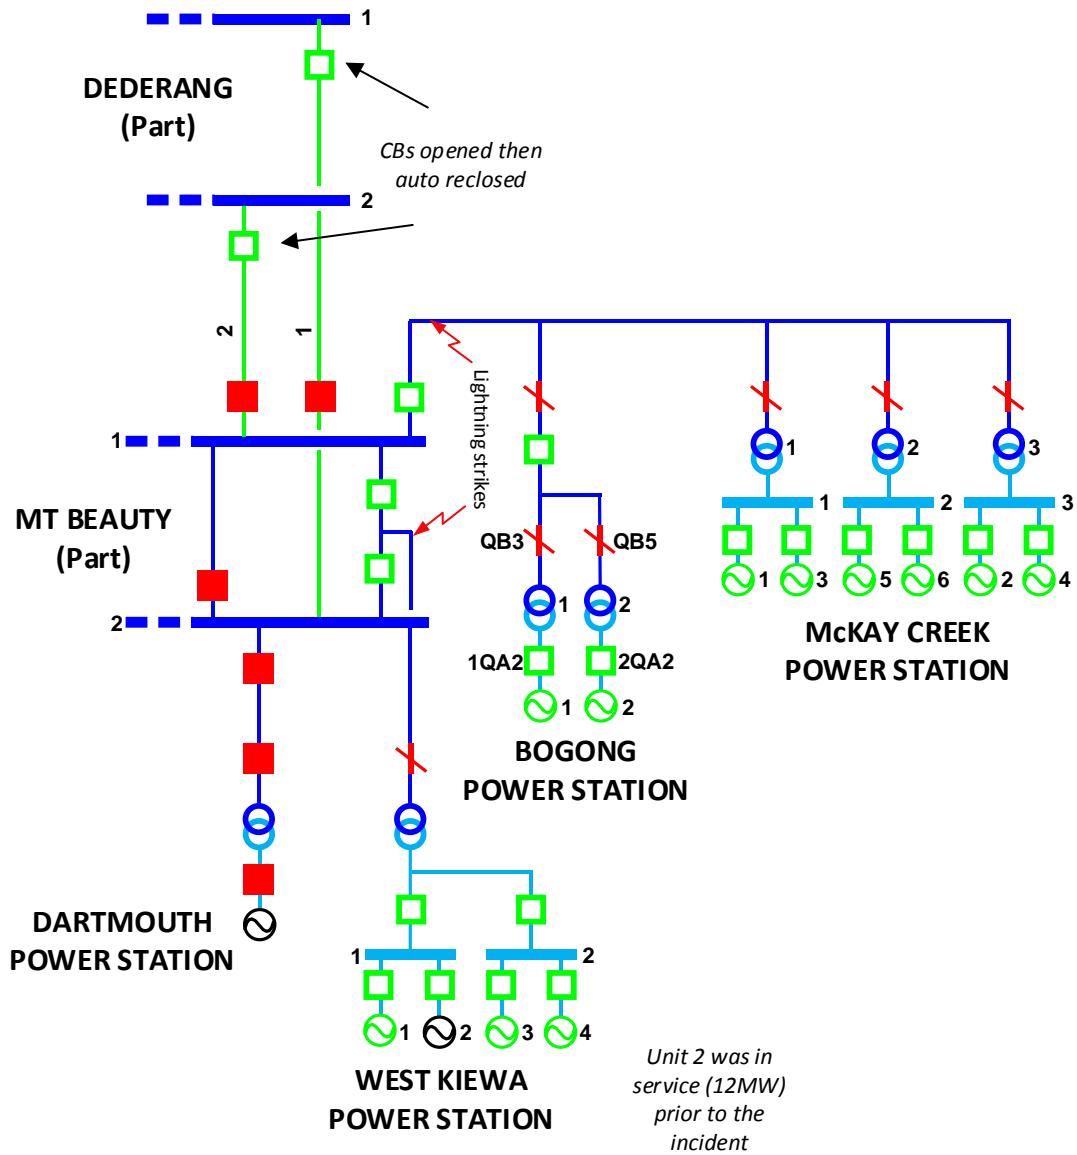 1
DEDERANG
(Part)
CBs opened then
auto reclosed
2
2
1
Lightning strikes
1
MT BEAUTY
(Part)
2
QB3
QB5
1
2
1QA2
2QA2
1
2
BOGONG
POWER STATION
1
2
3
1
2
3
1
3
5
6
2
4
McKAY CREEK
POWER STATION
DARTMOUTH
POWER STATION
1
2
1
2
3
4
WEST KIEWA
POWER STATION
Unit 2 was in
service (12MW)
prior to the
incident